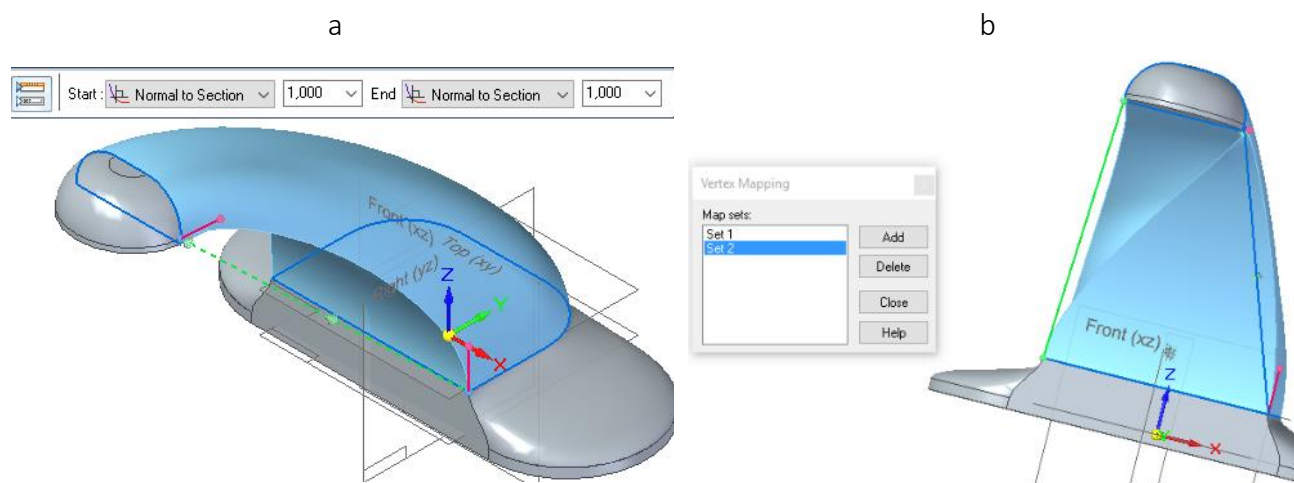 a
b
Start: Normal to Section 1,000 End Normal to Section 1,000
Front (xz)
Top (xy)
Right (yz)
Z
Y
X
Vertex Mapping
Map sets:
Set 1
Set 2
Add
Delete
Close
Help
Front (xz)
Z
X